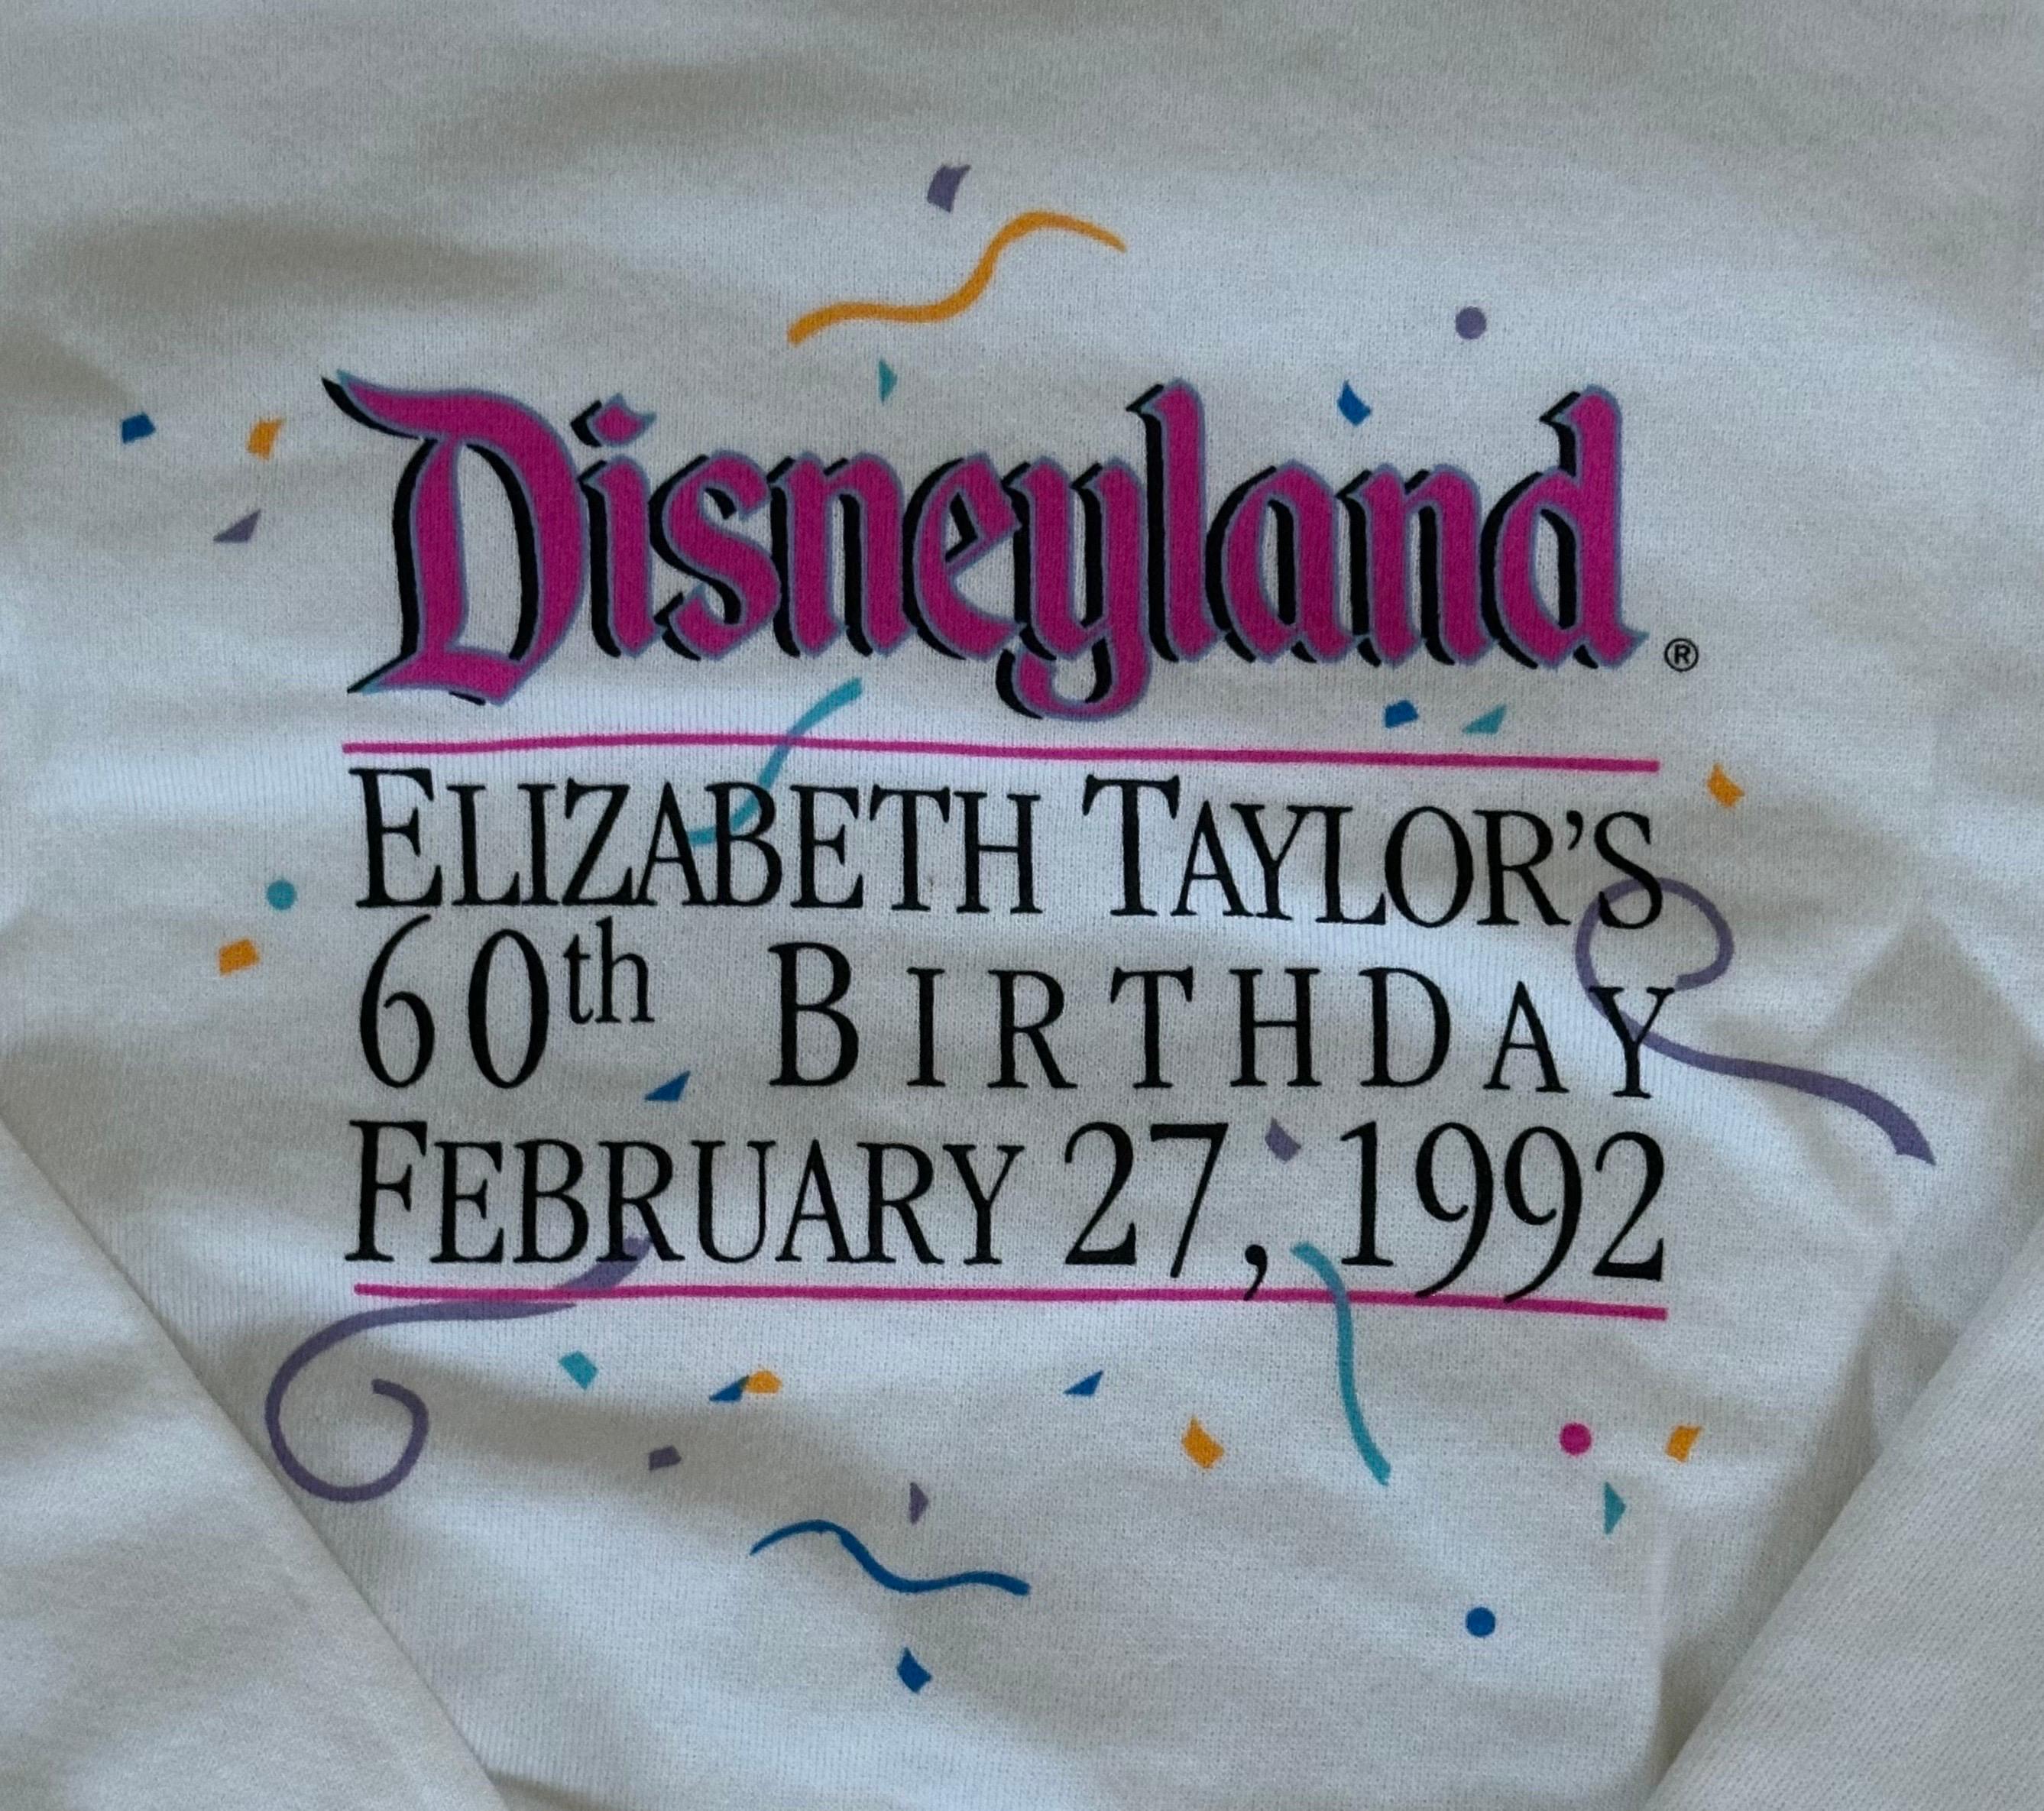 Disneyland®
ELIZABETH TAYLOR’S
60th BIRTHDAY
FEBRUARY 27, 1992